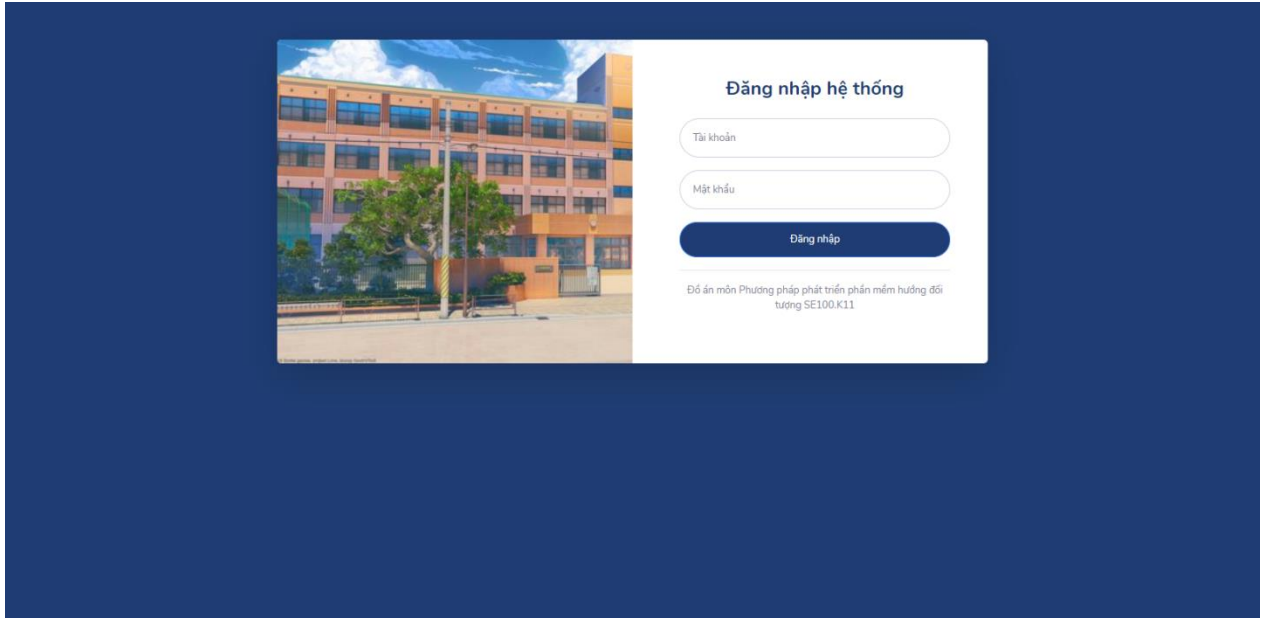 Đăng nhập hệ thống
Tài khoản
Mật khẩu
Đăng nhập
Đồ án môn Phương pháp phát triển phần mềm hướng đối
tượng SE100.K11